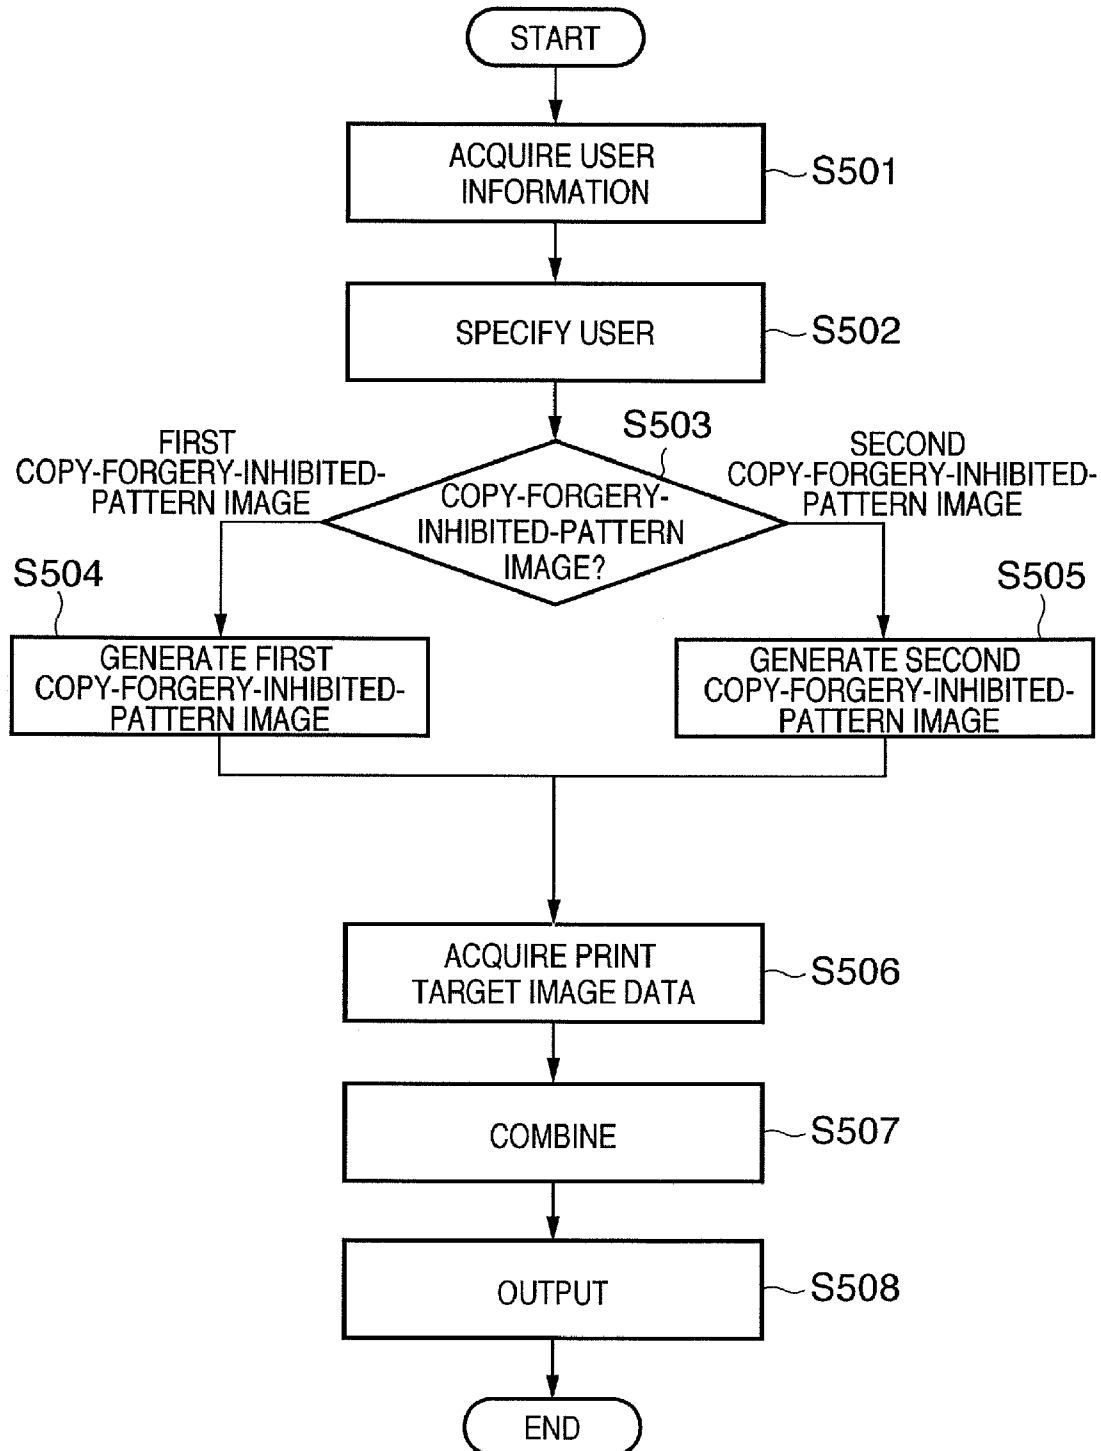 START
ACQUIRE USER
INFORMATION
S501
SPECIFY USER
S502
S503
FIRST
COPY-FORGERY-INHIBITED-
PATTERN IMAGE
COPY-FORGERY-
INHIBITED-PATTERN
IMAGE?
SECOND
COPY-FORGERY-INHIBITED-
PATTERN IMAGE
S504
GENERATE FIRST
COPY-FORGERY-INHIBITED-
PATTERN IMAGE
S505
GENERATE SECOND
COPY-FORGERY-INHIBITED-
PATTERN IMAGE
ACQUIRE PRINT
TARGET IMAGE DATA
S506
COMBINE
S507
OUTPUT
S508
END